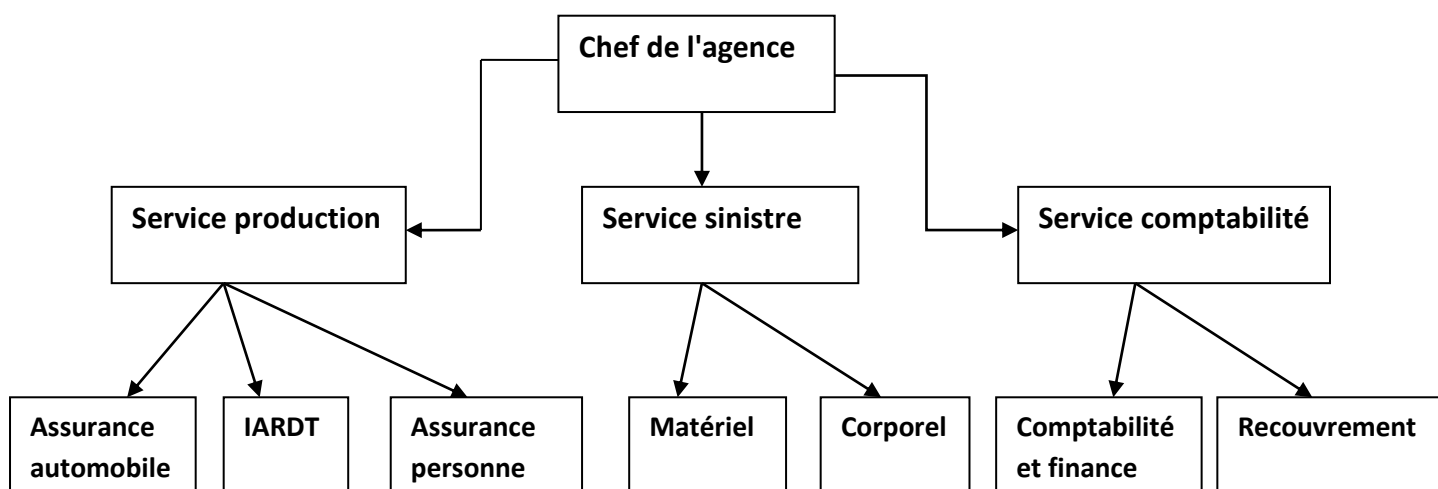 Chef de l'agence
Service production
Service sinistre
Service comptabilité
Assurance
automobile
IARDT
Assurance
personne
Matériel
Corporel
Comptabilité
et finance
Recouvrement